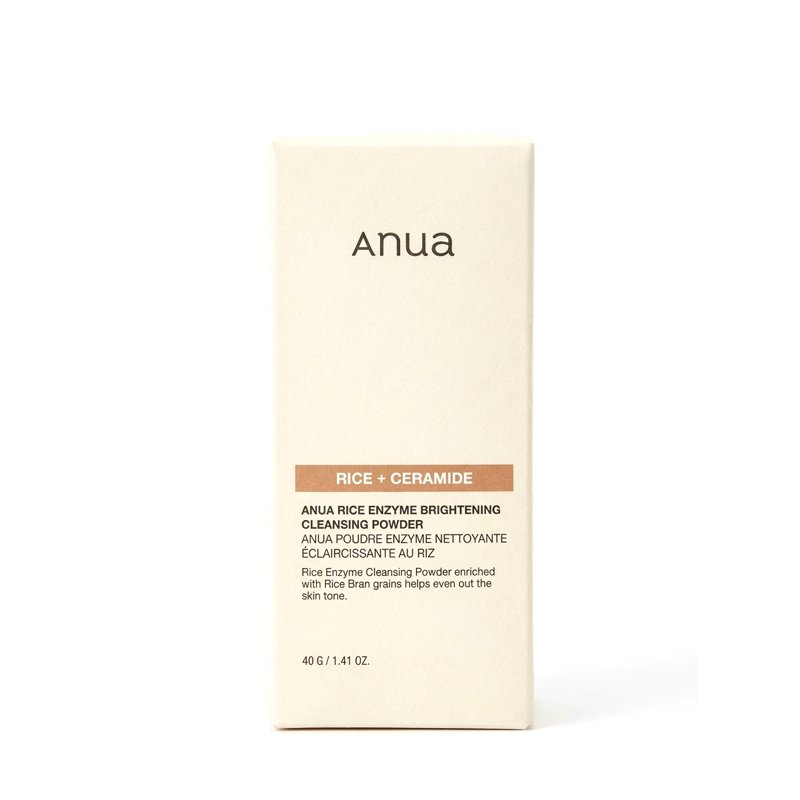 Anua
RICE + CERAMIDE
ANUA RICE ENZYME BRIGHTENING
CLEANSING POWDER
ANUA POUDRE ENZYME NETTOYANTE
ÉCLAIRCISSANTE AU RIZ
Rice Enzyme Cleansing Powder enriched
with Rice Bran grains helps even out the
skin tone.
40 G / 1.41 OZ.